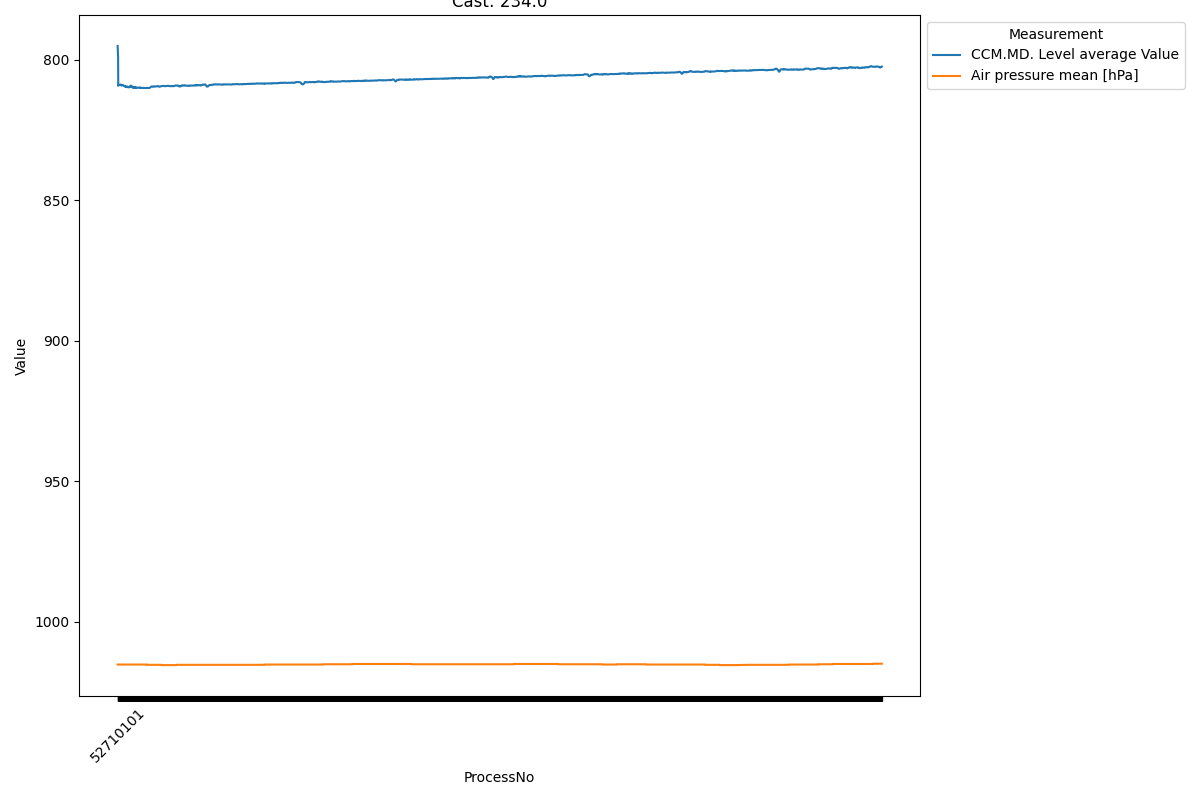 Cast: 234.0
Measurement
CCM.MD. Level average Value
Air pressure mean [hPa]
800
850
900
950
1000
Value
52710101
ProcessNo